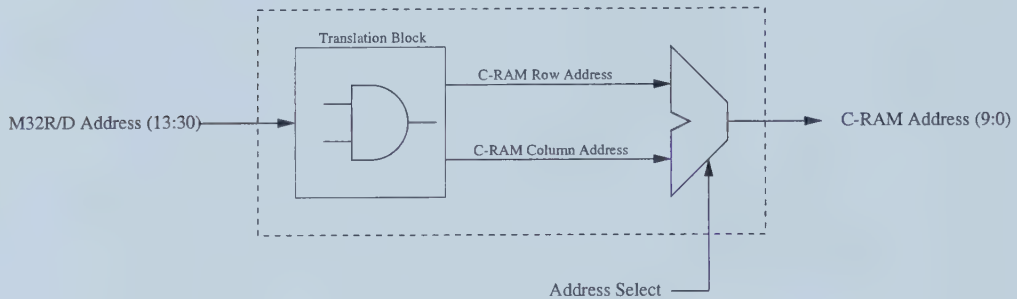 Translation Block
C-RAM Row Address
M32R/D Address (13:30)
C-RAM Address (9:0)
C-RAM Column Address
Address Select